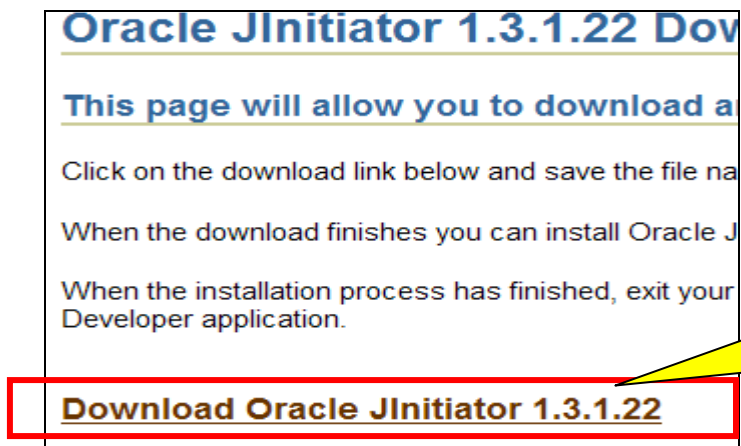 Oracle JInitiator 1.3.1.22
This page will allow you to download
Click on the download link below and save the file
When the download finishes you can install Oracle
When the installation process has finished, exit your
Developer application.
Download Oracle JInitiator 1.3.1.22